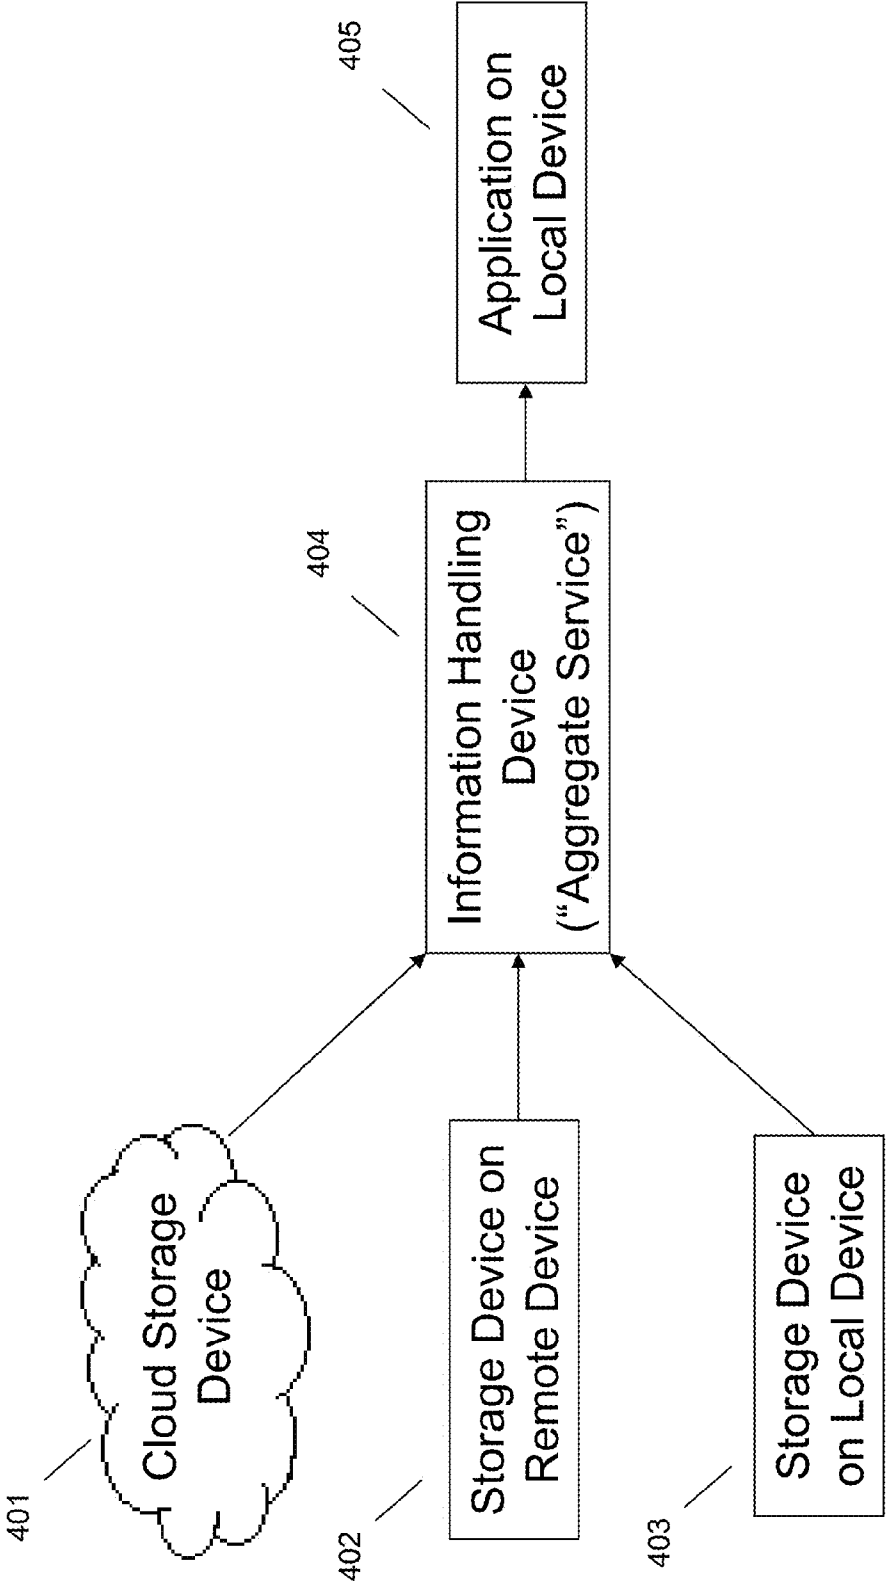 401
Cloud Storage
Device
402
Storage Device on
Remote Device
403
Storage Device
on Local Device
404
Information Handling
Device
(“Aggregate Service”)
405
Application on
Local Device